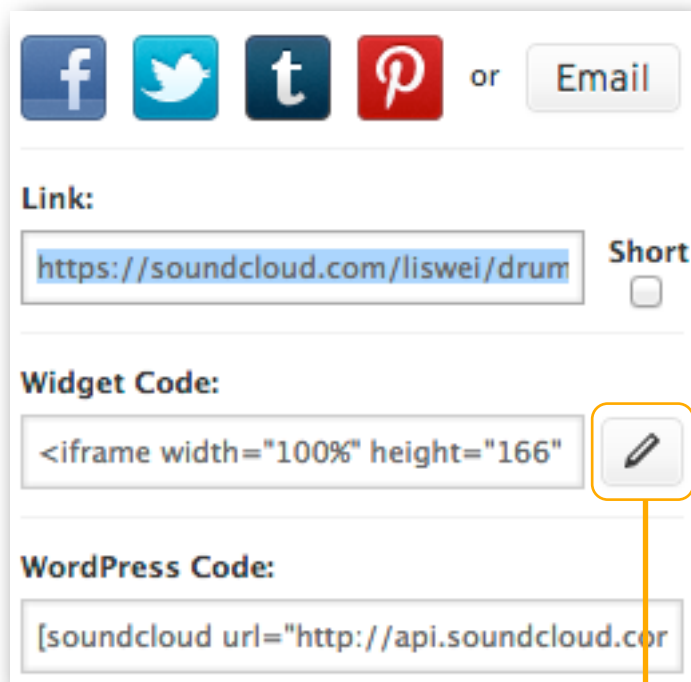 f t p or Email
Link:
https://soundcloud.com/liswei/drum
Short
Widget Code:
<iframe width="100%" height="166"
WordPress Code:
[soundcloud url="http://api.soundcloud.cor